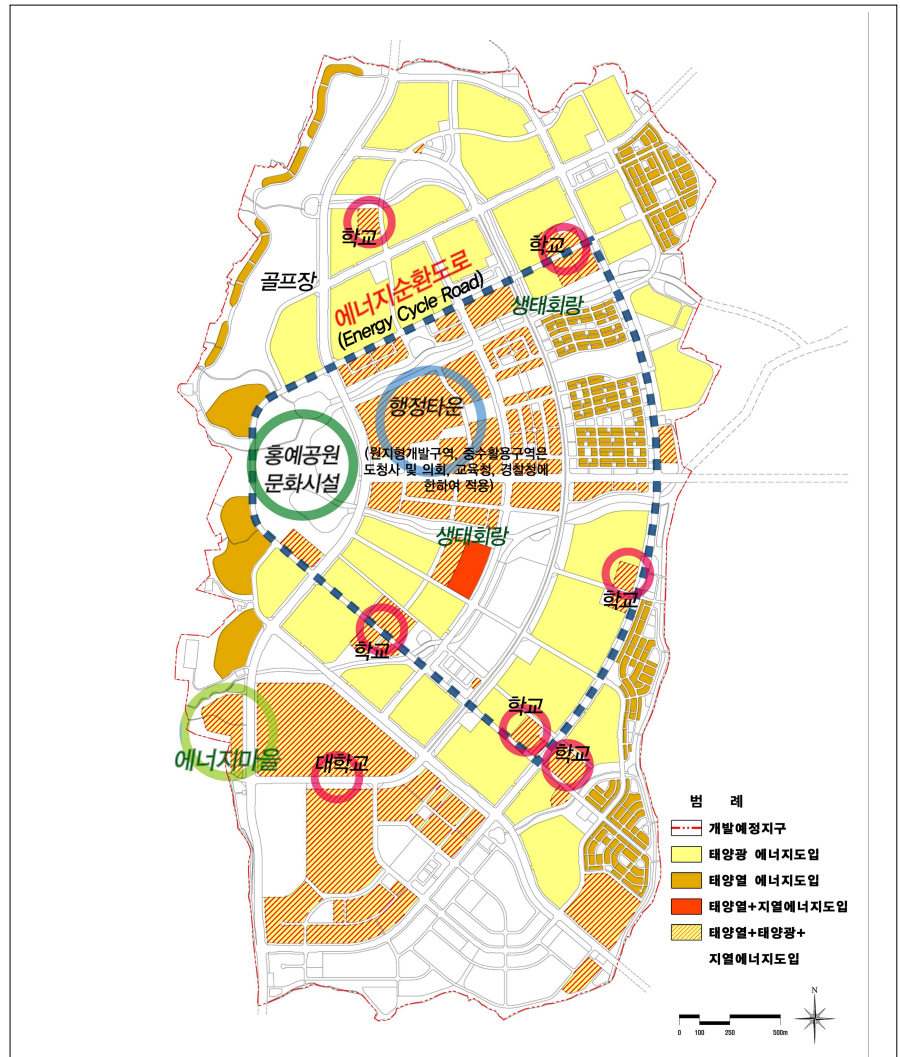 학교
학교
골프장
에너지순환도로
(Energy Cycle Road)
생태회랑
행정타운
홍예공원
문화시설
(원지형개발구역, 중수활용구역은
도청사 및 의회, 교육청, 경찰청에
한하여 적용)
생태회랑
학교
학교
학교
학교
에너지마을
대학교
범 례
개발예정지구
태양광 에너지도입
태양열 에너지도입
태양열+지열에너지도입
태양열+태양광+
지열에너지도입
N
0 100 250 500m